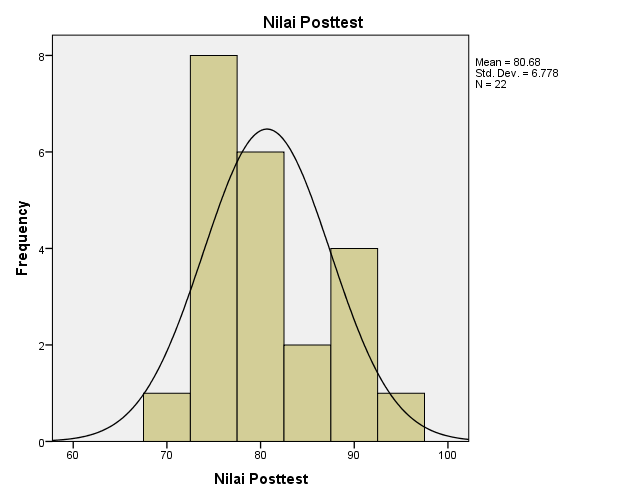 Nilai Posttest
Mean = 80.68
Std. Dev. = 6.778
N = 22
8
6
4
2
0
Frequency
60 70 80 90 100
Nilai Posttest